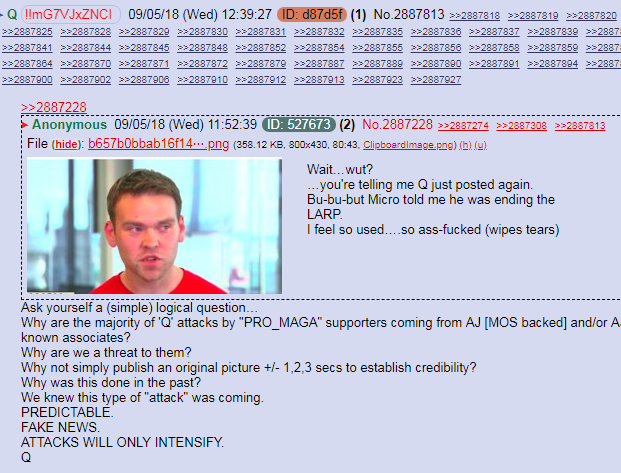 Q !!mG7VJxZNCI 09/05/18 (Wed) 12:39:27 ID: d87d5f (1) No.2887813 >>2887818 >>2887819 >>2887820
>>2887825 >>2887828 >>2887829 >>2887830 >>2887831 >>2887832 >>2887835 >>2887836 >>2887837 >>2887839 >>2887
>>2887841 >>2887844 >>2887845 >>2887848 >>2887852 >>2887854 >>2887855 >>2887856 >>2887858 >>2887859 >>2887
>>2887864 >>2887870 >>2887871 >>2887872 >>2887879 >>2887887 >>2887889 >>2887890 >>2887891 >>2887894 >>2887
>>2887900 >>2887902 >>2887906 >>2887910 >>2887912 >>2887913 >>2887923 >>2887927
>>2887228
Anonymous 09/05/18 (Wed) 11:52:39 ID: 527673 (2) No.2887228 >>2887274 >>2887308 >>2887813
File (hide): b657b0bbab16f14⋯.png (358.12 KB, 800x430, 80:43, ClipboardImage.png) (h) (u)
Wait…wut?
…you're telling me Q just posted again.
Bu-bu-but Micro told me he was ending the
LARP.
I feel so used….so ass-fucked (wipes tears)
Ask yourself a (simple) logical question…
Why are the majority of 'Q' attacks by "PRO_MAGA" supporters coming from AJ [MOS backed] and/or A
known associates?
Why are we a threat to them?
Why not simply publish an original picture +/- 1,2,3 secs to establish credibility?
Why was this done in the past?
We knew this type of "attack" was coming.
PREDICTABLE.
FAKE NEWS.
ATTACKS WILL ONLY INTENSIFY.
Q